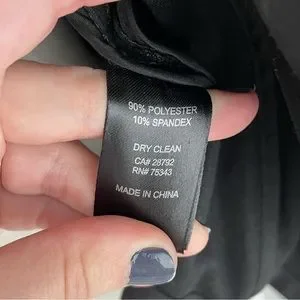 90% POLYESTER
10% SPANDEX
DRY CLEAN
CA# 28792
RN# 75343
MADE IN CHINA